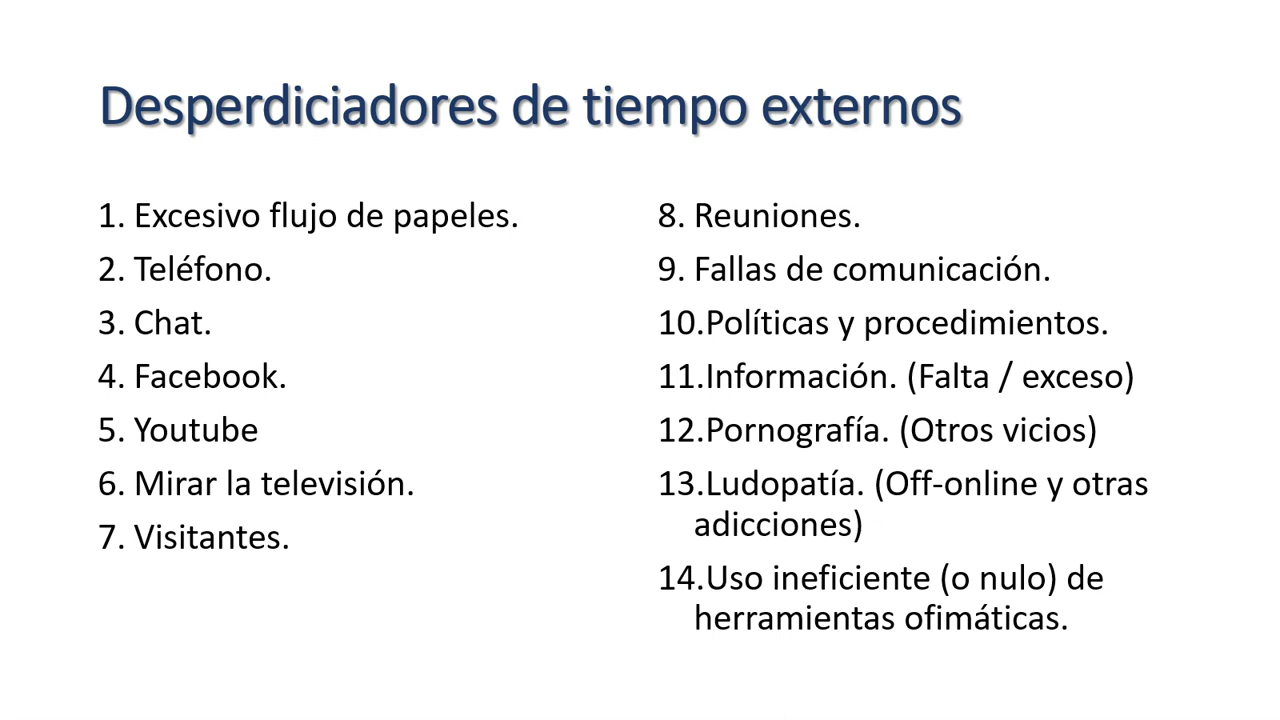 Desperdiciadores de tiempo externos
1. Excesivo flujo de papeles.
2. Teléfono.
3. Chat.
4. Facebook.
5. Youtube
6. Mirar la televisión.
7. Visitantes.
8. Reuniones.
9. Fallas de comunicación.
10.Políticas y procedimientos.
11.Información. (Falta / exceso)
12.Pornografía. (Otros vicios)
13.Ludopatía. (Off-online y otras
adicciones)
14.Uso ineficiente (o nulo) de
herramientas ofimáticas.